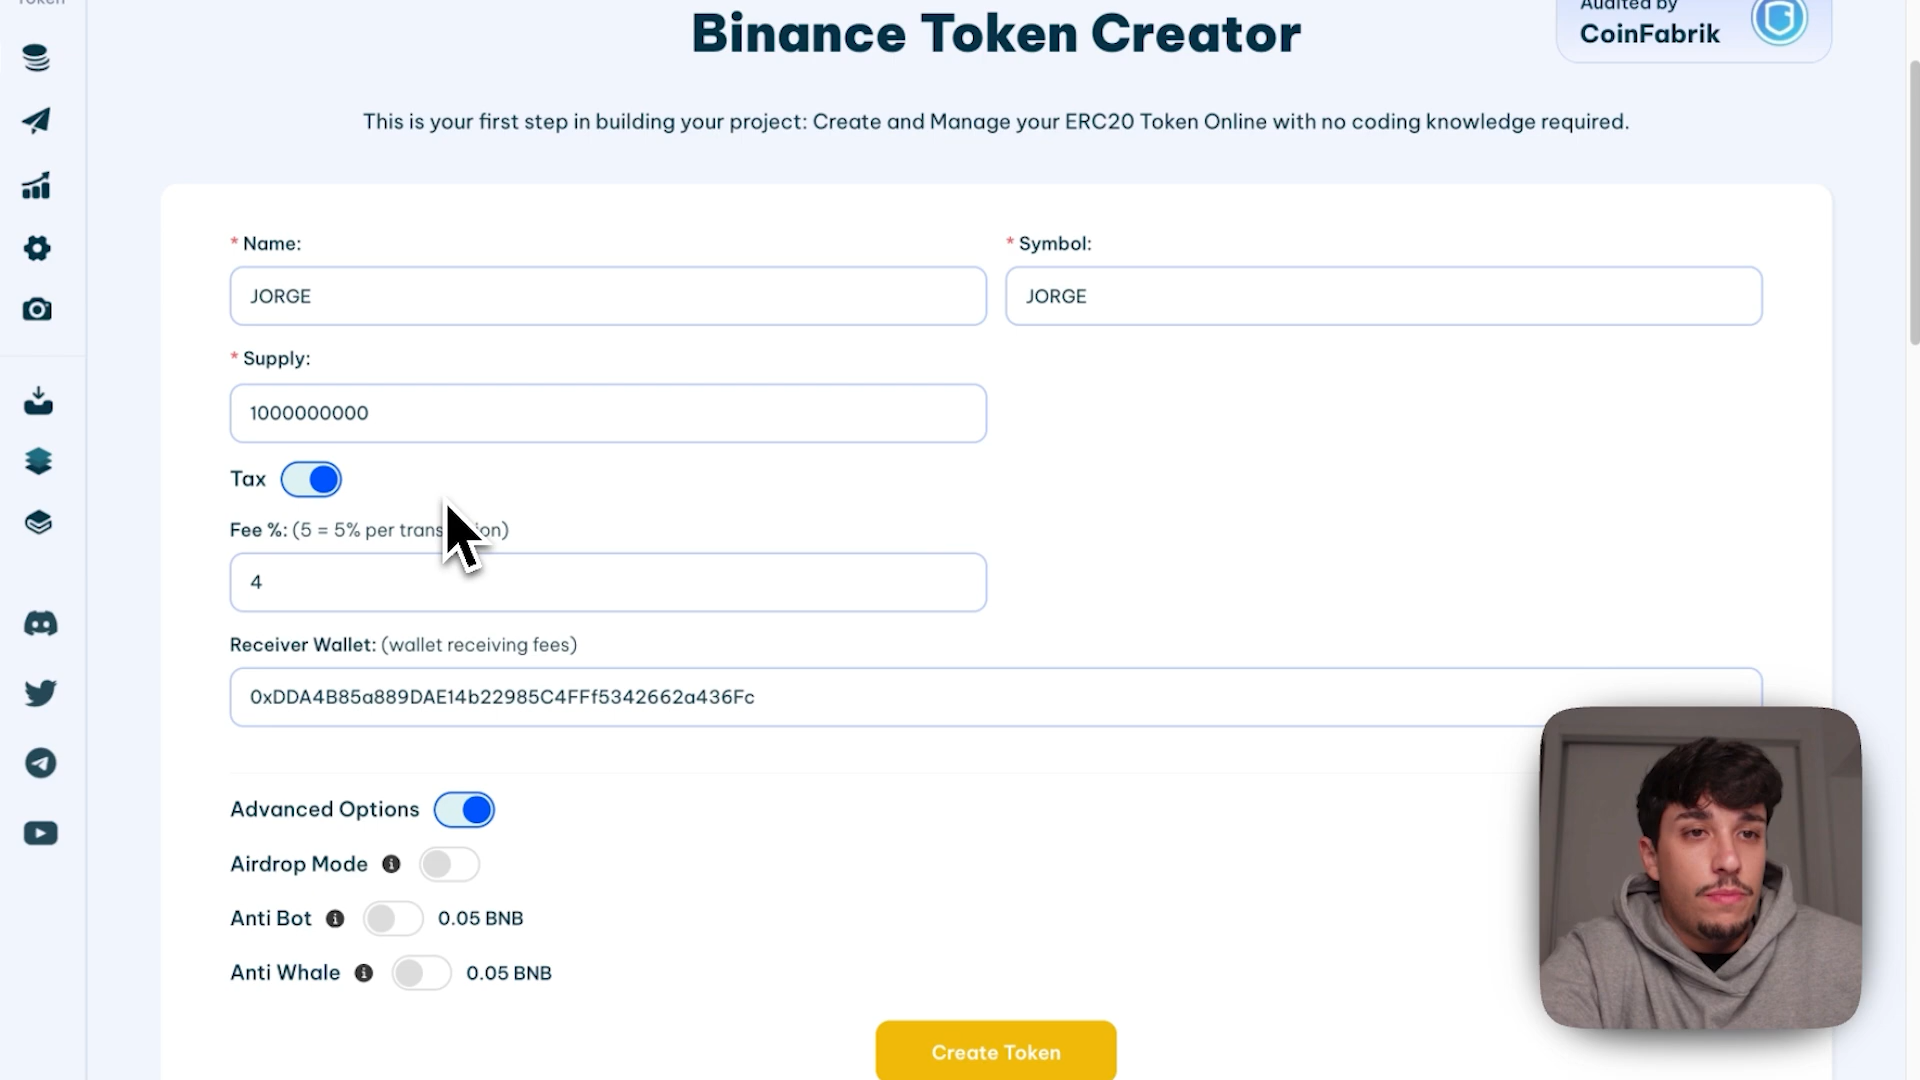 Token
Binance Token Creator
Audited by
CoinFabrik
This is your first step in building your project: Create and Manage your ERC20 Token Online with no coding knowledge required.
* Name:
* Symbol:
JORGE
JORGE
* Supply:
1000000000
Tax
Fee %: (5 = 5% per transaction)
4
Receiver Wallet: (wallet receiving fees)
0xDDA4B85a889DAE14b22985C4FFf5342662a436Fc
Advanced Options
Airdrop Mode
Anti Bot 0.05 BNB
Anti Whale 0.05 BNB
Create Token